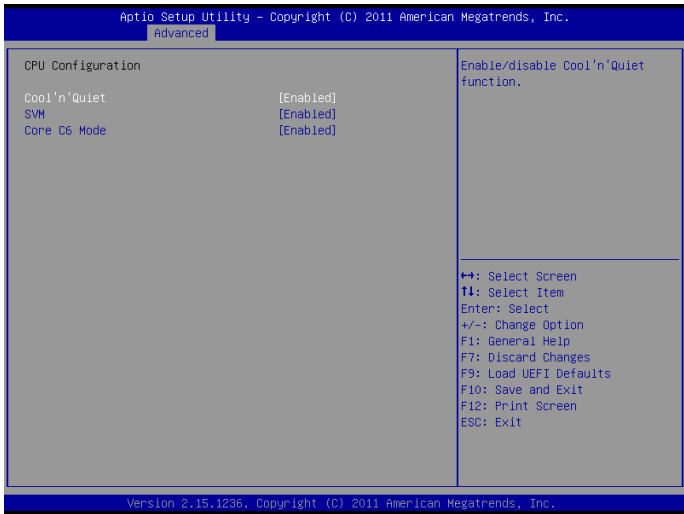 Aptio Setup Utility – Copyright (C) 2011 American Megatrends, Inc.
Advanced
CPU Configuration
Cool'n'Quiet [Enabled]
SVM [Enabled]
Core C6 Mode [Enabled]
Enable/disable Cool'n'Quiet
function.
↔: Select Screen
↑↓: Select Item
Enter: Select
+/-: Change Option
F1: General Help
F7: Discard Changes
F9: Load UEFI Defaults
F10: Save and Exit
F12: Print Screen
ESC: Exit
Version 2.15.1236. Copyright (C) 2011 American Megatrends, Inc.